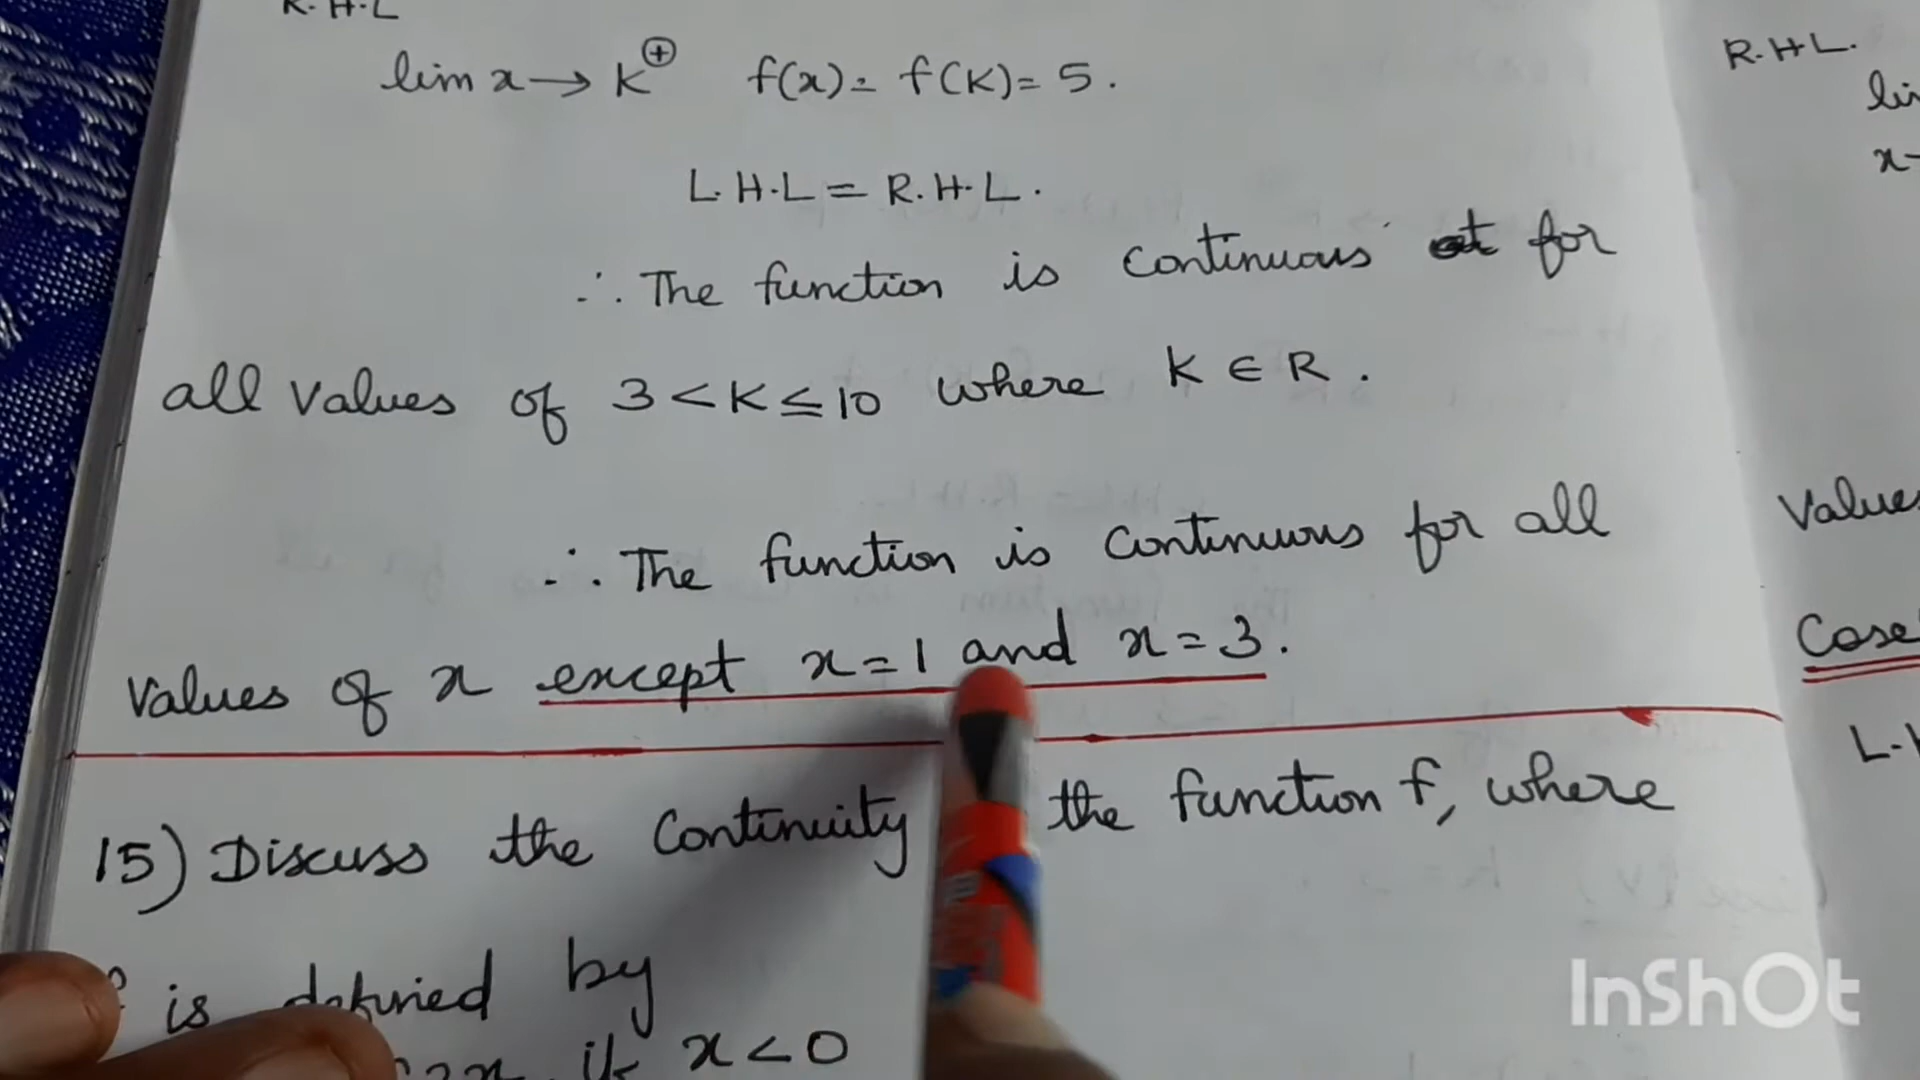 R.H.L
lim x → K⊕ f(x) = f(K) = 5.
L.H.L = R.H.L.
∴ The function is continuous at for
all values of 3 < K ≤ 10 where K ∈ R.
∴ The function is continuous for all
values of x except x = 1 and x = 3.
15) Discuss the continuity the function f, where
is defined by
2x, if x < 0
R.H.L.
x→
Values
Case
InShOt